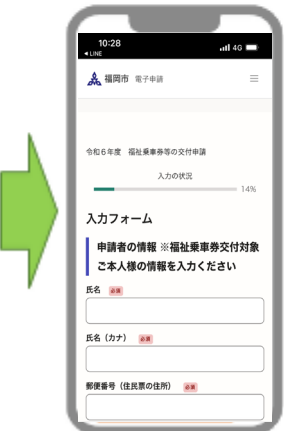 10:28
◀ LINE
4G
福岡市 電子申請
令和6年度 福祉乗車券等の交付申請
入力の状況
14%
入力フォーム
申請者の情報 ※福祉乗車券交付対象
ご本人様の情報を入力ください
氏名 必須
氏名（カナ） 必須
郵便番号（住民票の住所） 必須